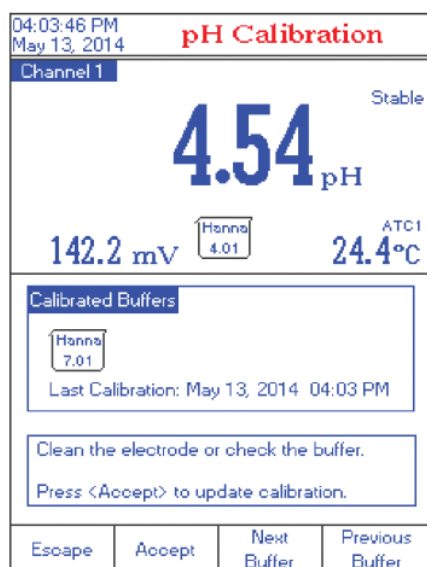 04:03:46 PM
May 13, 2014
pH Calibration
Channel 1
Stable
4.54 pH
142.2 mV
Hanna
4.01
ATC1
24.4°C
Calibrated Buffers
Hanna
7.01
Last Calibration: May 13, 2014 04:03 PM
Clean the electrode or check the buffer.
Press <Accept> to update calibration.
Escape
Accept
Next
Buffer
Previous
Buffer